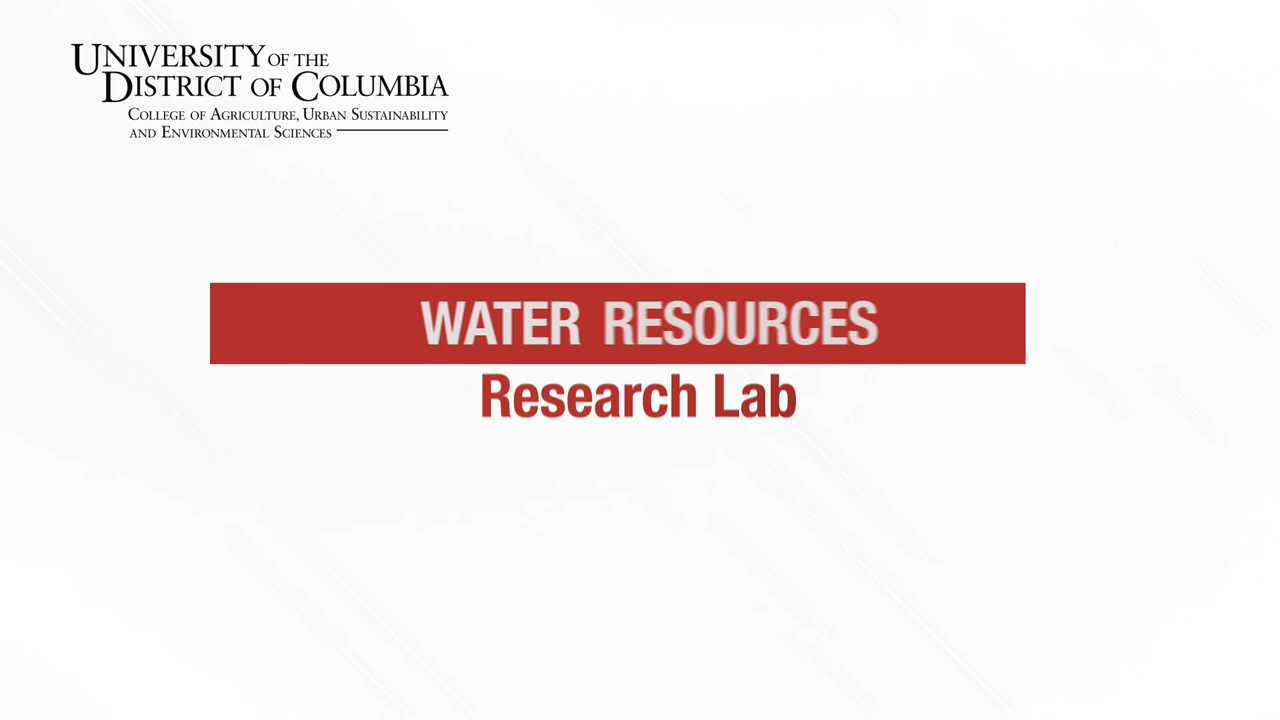 UNIVERSITY OF THE
DISTRICT OF COLUMBIA
COLLEGE OF AGRICULTURE, URBAN SUSTAINABILITY
AND ENVIRONMENTAL SCIENCES
WATER RESOURCES
Research Lab